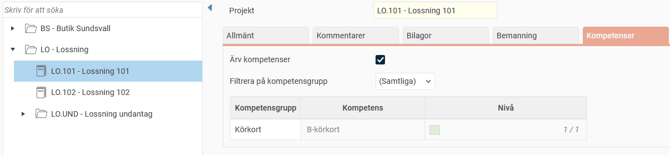 Skriv för att söka
BS - Butik Sundsvall
LO - Lossning
LO.101 - Lossning 101
LO.102 - Lossning 102
LO.UND - Lossning undantag
Projekt
LO.101 - Lossning 101
Allmänt
Kommentarer
Bilagor
Bemanning
Kompetenser
Ärv kompetenser
Filtrera på kompetensgrupp
(Samtliga)
Kompetensgrupp Kompetens Nivå
Körkort B-körkort 1 / 1